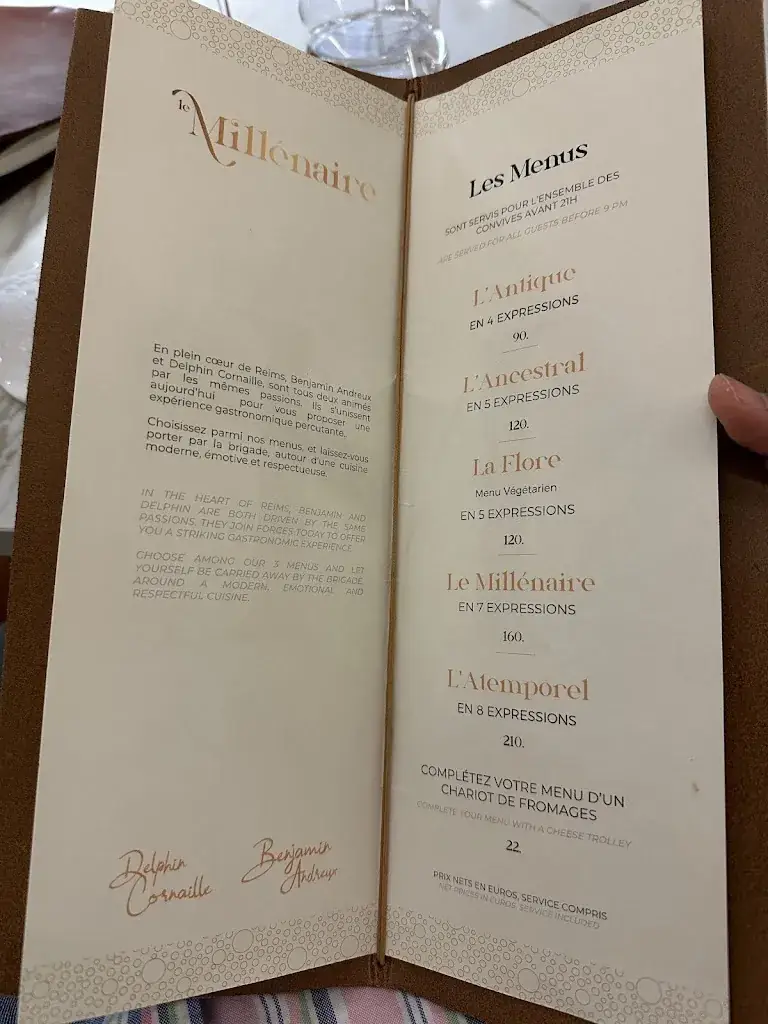 le Millénaire
En plein cœur de Reims, Benjamin Andreux
et Delphin Cornaille, sont tous deux animés
par les mêmes passions. Ils s'unissent
aujourd'hui pour vous proposer une
expérience gastronomique percutante.
Choisissez parmi nos menus, et laissez-vous
porter par la brigade, autour d'une cuisine
moderne, émotive et respectueuse.
IN THE HEART OF REIMS, BENJAMIN AND
DELPHIN ARE BOTH DRIVEN BY THE SAME
PASSIONS. THEY JOIN FORCES TODAY TO OFFER
YOU A STRIKING GASTRONOMIC EXPERIENCE.
CHOOSE AMONG OUR 3 MENUS AND LET
YOURSELF BE CARRIED AWAY BY THE BRIGADE,
AROUND A MODERN, EMOTIONAL AND
RESPECTFUL CUISINE.
Delphin
Cornaille
Benjamin
Andreux
Les Menus
SONT SERVIS POUR L'ENSEMBLE DES
CONVIVES AVANT 21H
ARE SERVED FOR ALL GUESTS BEFORE 9 PM
L'Antique
EN 4 EXPRESSIONS
90.
L'Ancestral
EN 5 EXPRESSIONS
120.
La Flore
Menu Végétarien
EN 5 EXPRESSIONS
120.
Le Millénaire
EN 7 EXPRESSIONS
160.
L'Atemporel
EN 8 EXPRESSIONS
210.
COMPLÉTEZ VOTRE MENU D'UN
CHARIOT DE FROMAGES
COMPLETE YOUR MENU WITH A CHEESE TROLLEY
22.
PRIX NETS EN EUROS, SERVICE COMPRIS
NET PRICES IN EUROS, SERVICE INCLUDED